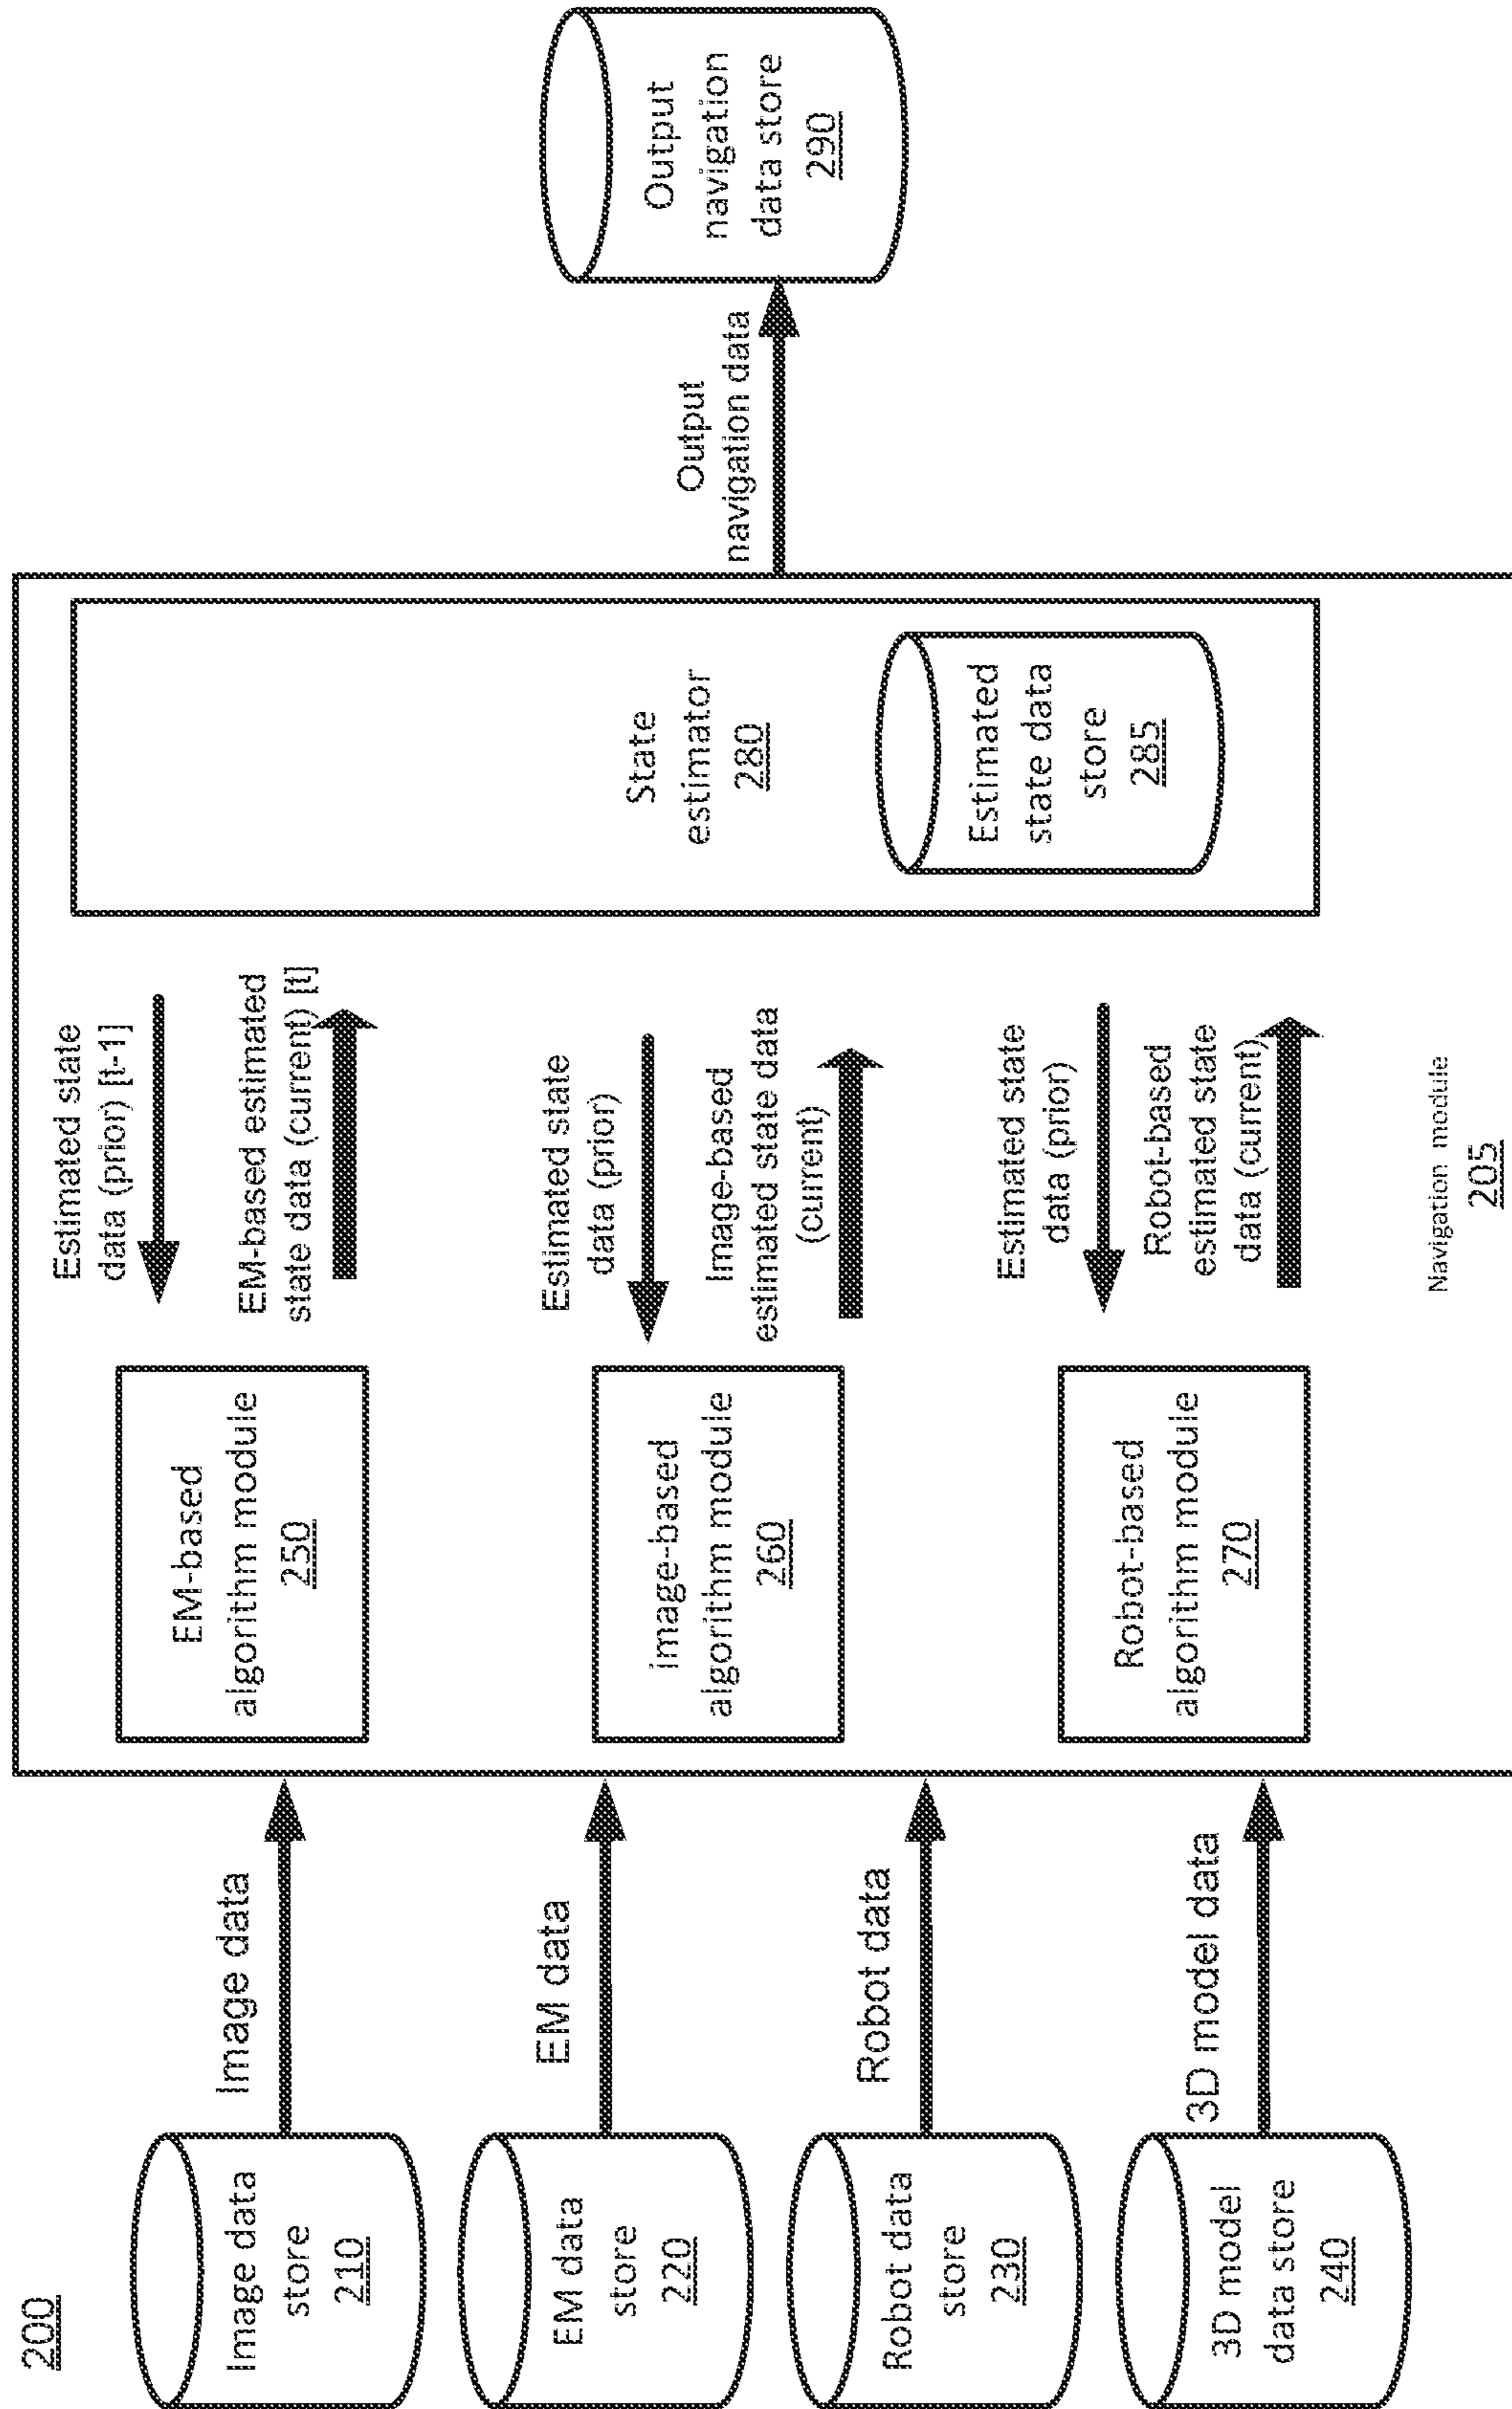 200
Image data
store
210
EM data
store
220
Robot data
store
230
3D model
data store
240
Image data
EM data
Robot data
3D model data
EM-based
algorithm module
250
image-based
algorithm module
260
Robot-based
algorithm module
270
Estimated state
data (prior) [t-1]
EM-based estimated
state data (current) [t]
Estimated state
data (prior)
Image-based
estimated state data
(current)
Estimated state
data (prior)
Robot-based
estimated state
data (current)
Navigation module
205
State
estimator
280
Estimated
state data
store
285
Output
navigation data
Output
navigation
data store
290